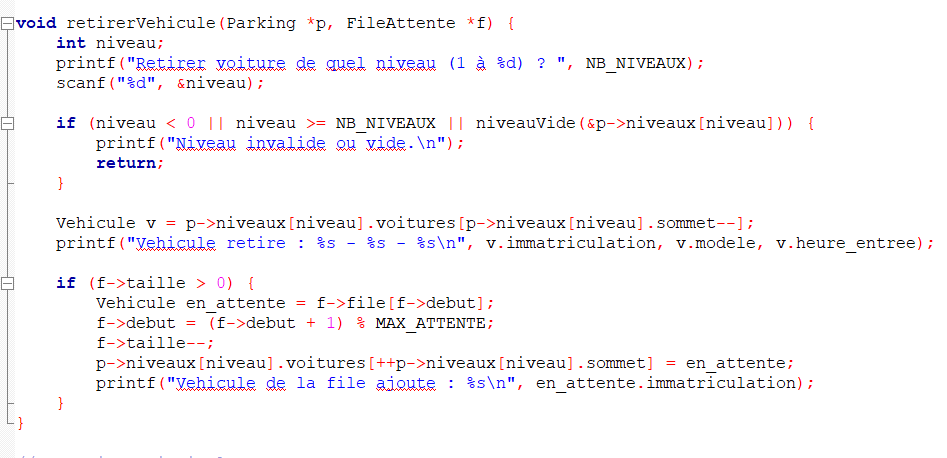 void retirerVehicule(Parking *p, FileAttente *f) {
    int niveau;
    printf("Retirer voiture de quel niveau (1 à %d) ? ", NB_NIVEAUX);
    scanf("%d", &niveau);

    if (niveau < 0 || niveau >= NB_NIVEAUX || niveauVide(&p->niveaux[niveau])) {
        printf("Niveau invalide ou vide.\n");
        return;
    }

    Vehicule v = p->niveaux[niveau].voitures[p->niveaux[niveau].sommet--];
    printf("Vehicule retire : %s - %s - %s\n", v.immatriculation, v.modele, v.heure_entree);

    if (f->taille > 0) {
        Vehicule en_attente = f->file[f->debut];
        f->debut = (f->debut + 1) % MAX_ATTENTE;
        f->taille--;
        p->niveaux[niveau].voitures[++p->niveaux[niveau].sommet] = en_attente;
        printf("Vehicule de la file ajoute : %s\n", en_attente.immatriculation);
    }
}